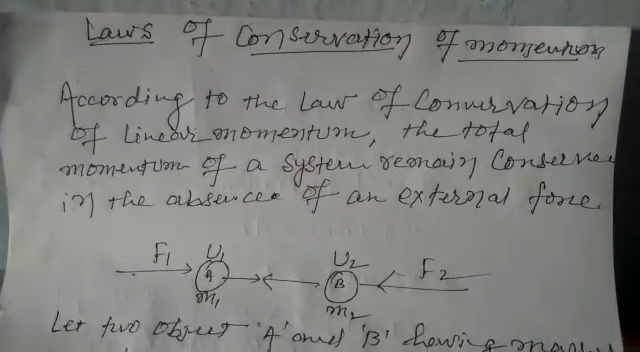 Laws of Conservation of momentum
According to the Law of Convervation
of Linear momentum, the total
momentum of a system remain Conserve
in the absence of an external force.
F1 U1 U2 F2
A B
m1 m2
Let two object 'A' and 'B' having mass